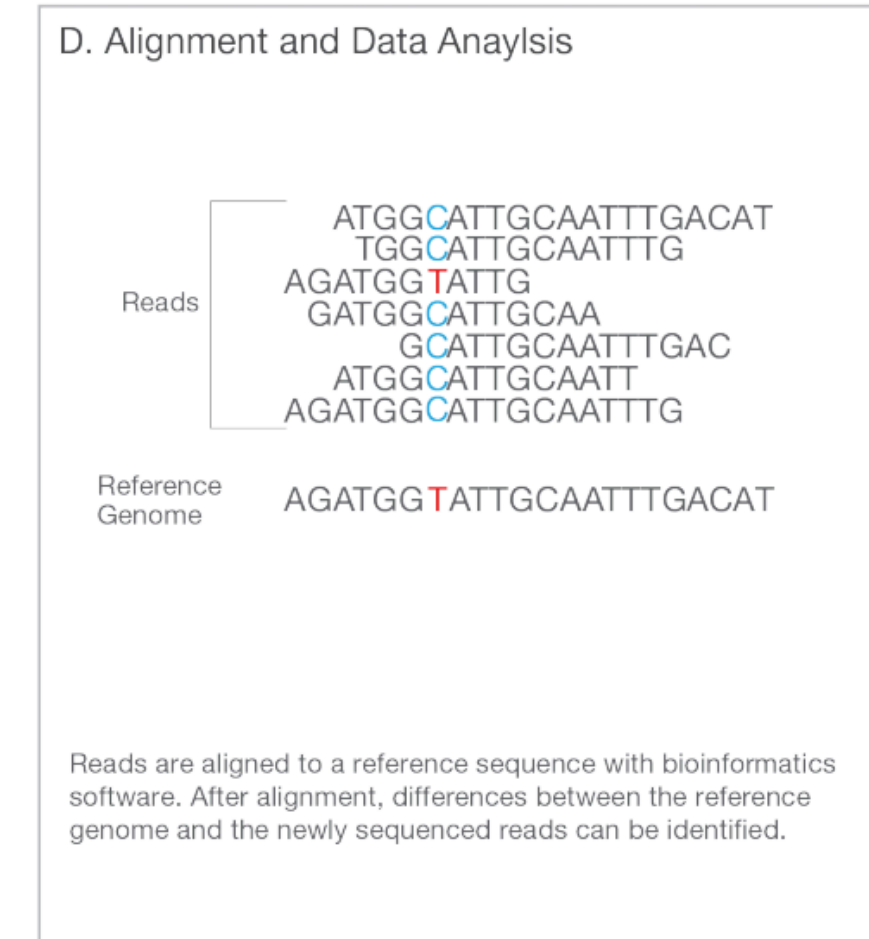 D. Alignment and Data Anaylsis
ATGGCATTGCAATTTGACAT
TGGCATTGCAATTTG
AGATGGTATTG
Reads
GATGGCATTGCAA
GCATTGCAATTTGAC
ATGGCATTGCAATT
AGATGGCATTGCAATTTG
Reference
Genome
AGATGGTATTGCAATTTGACAT
Reads are aligned to a reference sequence with bioinformatics
software. After alignment, differences between the reference
genome and the newly sequenced reads can be identified.